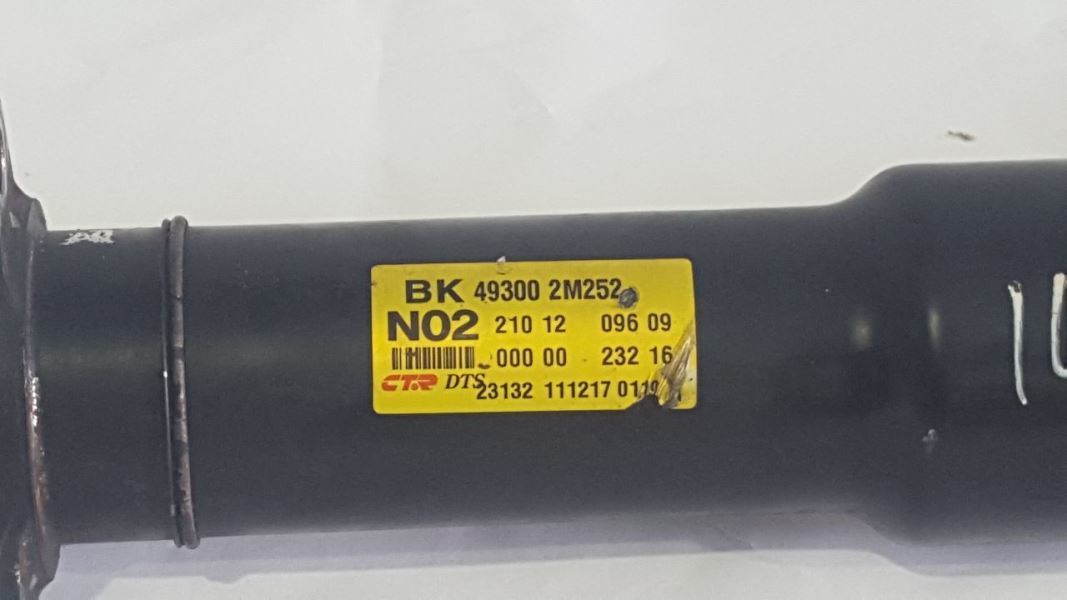 BK 49300 2M252
N02 210 12 096 09
000 00 232 16
CTR DTS 23132 111217